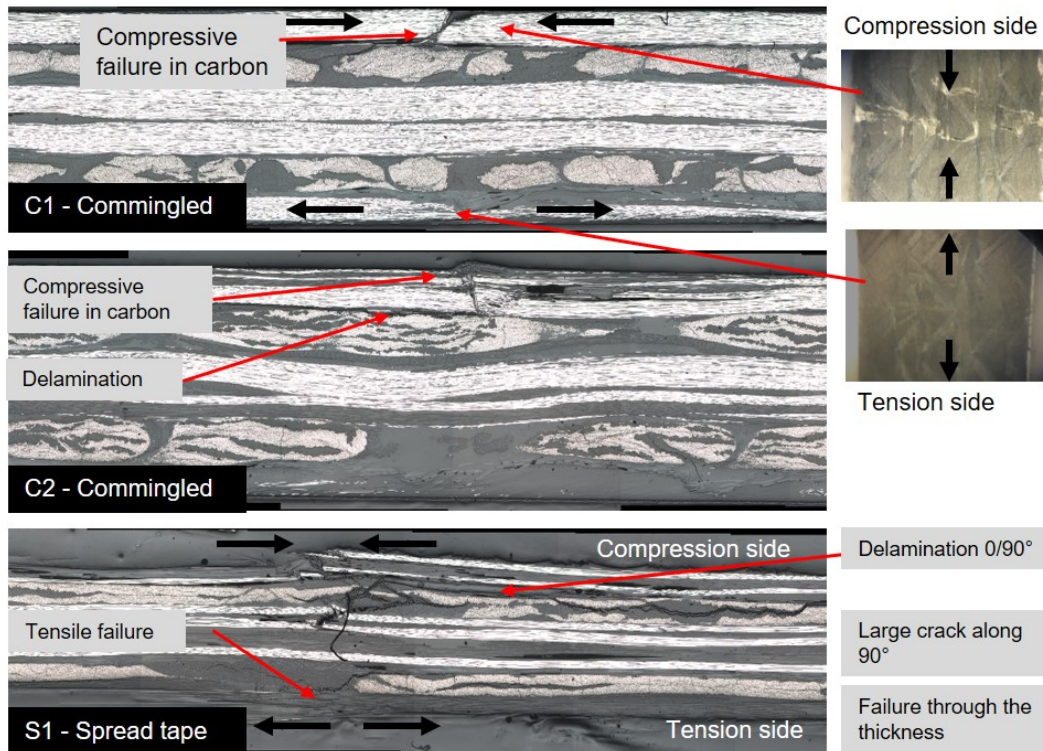 Compressive
failure in carbon
C1 - Commingled
Compression side
Compressive
failure in carbon
Delamination
C2 - Commingled
Tension side
Compression side
Tensile failure
S1 - Spread tape
Tension side
Delamination 0/90°
Large crack along
90°
Failure through the
thickness